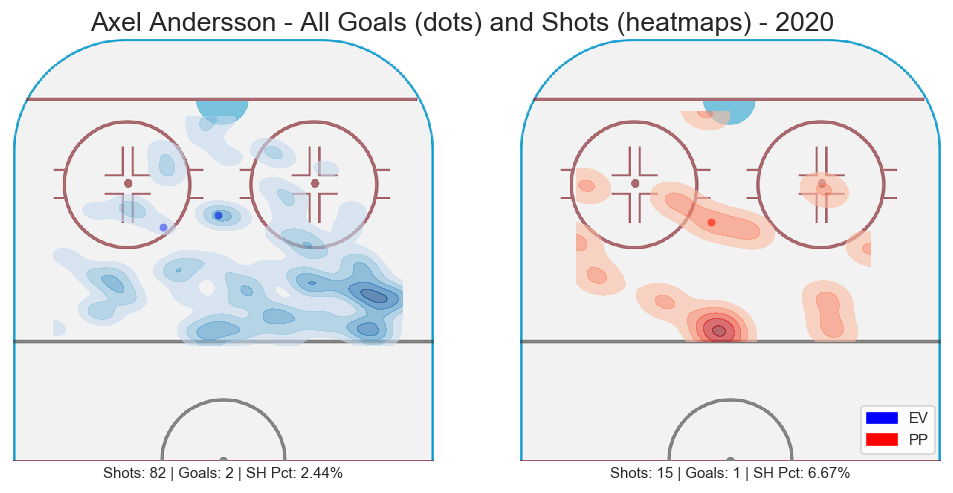 Axel Andersson - All Goals (dots) and Shots (heatmaps) - 2020
EV
PP
Shots: 82 | Goals: 2 | SH Pct: 2.44%
Shots: 15 | Goals: 1 | SH Pct: 6.67%